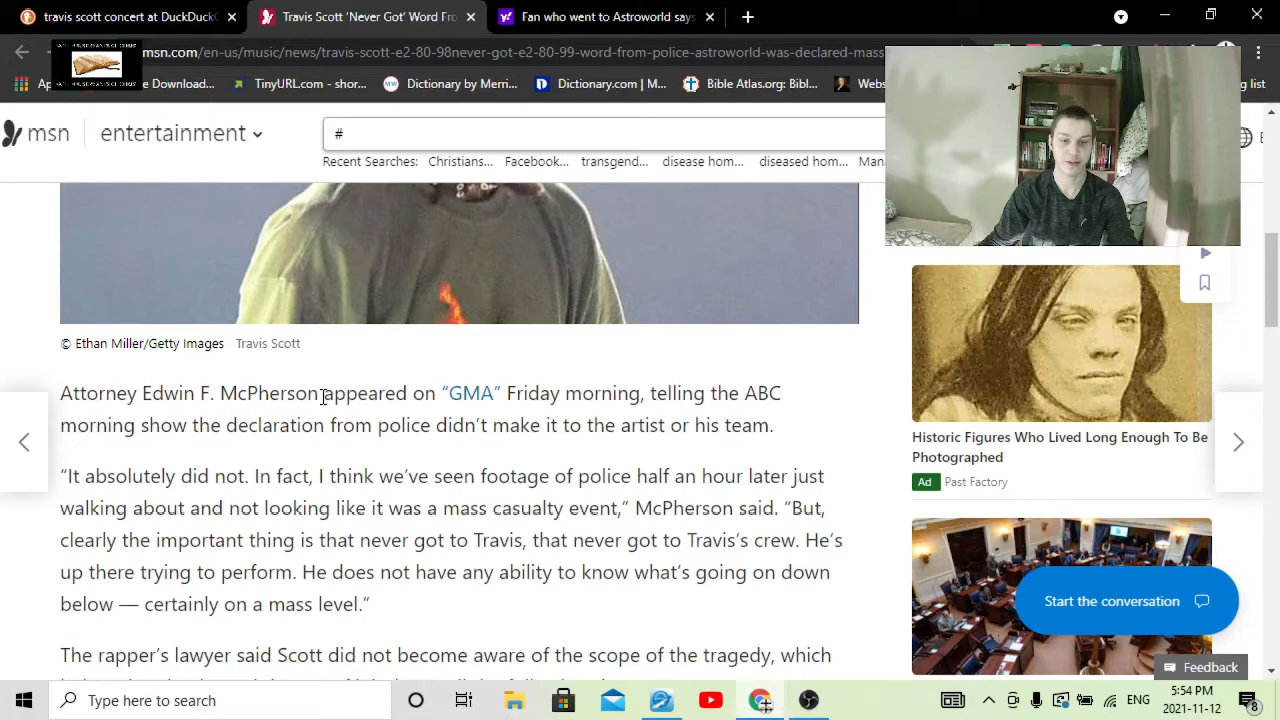 travis scott concert at DuckDuck
Travis Scott ‘Never Got’ Word Fro
Fan who went to Astroworld says
msn.com/en-us/music/news/travis-scott-e2-80-98never-got-e2-80-99-word-from-police-astroworld-w
red-mass
Download...
TinyURL.com - shor...
Dictionary by Merri...
Dictionary.com | M...
Bible Asbg.org: Bibl...
Webs
ng list
msn
entertainment
#
Recent Searches: Christians... Facebook... transgend... disease hom... diseased hom... Man
© Ethan Miller/Getty Images Travis Scott
Attorney Edwin F. McPherson appeared on “GMA” Friday morning, telling the ABC
morning show the declaration from police didn’t make it to the artist or his team.
“It absolutely did not. In fact, I think we’ve seen footage of police half an hour later just
walking about and not looking like it was a mass casualty event,” McPherson said. “But,
clearly the important thing is that never got to Travis, that never got to Travis’s crew. He’s
up there trying to perform. He does not have any ability to know what’s going on down
below — certainly on a mass level.”
The rapper’s lawyer said Scott did not become aware of the scope of the tragedy, which
Historic Figures Who Lived Long Enough To Be
Photographed
Ad Past Factory
Start the conversation
Feedback
Type here to search
ENG
5:54 PM
2021-11-12
8